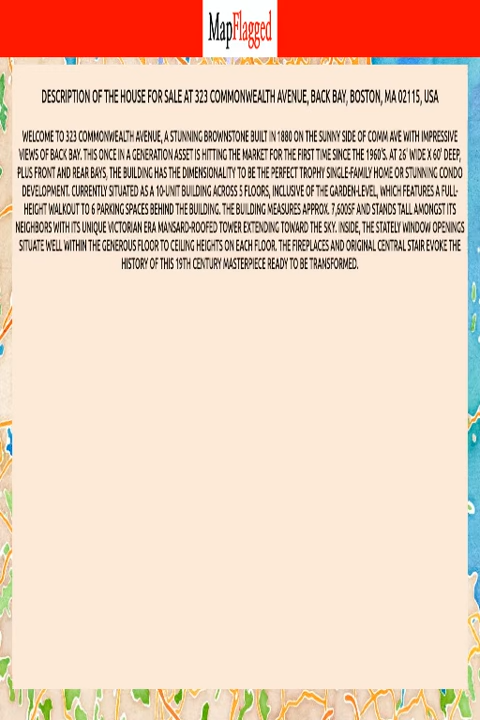 MapFlagged
DESCRIPTION OF THE HOUSE FOR SALE AT 323 COMMONWEALTH AVENUE, BACK BAY, BOSTON, MA 02115, USA
WELCOME TO 323 COMMONWEALTH AVENUE, A STUNNING BROWNSTONE BUILT IN 1880 ON THE SUNNY SIDE OF COMM AVE WITH IMPRESSIVE
VIEWS OF BACK BAY. THIS ONCE IN A GENERATION ASSET IS HITTING THE MARKET FOR THE FIRST TIME SINCE THE 1960'S. AT 26' WIDE X 60' DEEP,
PLUS FRONT AND REAR BAYS, THE BUILDING HAS THE DIMENSIONALITY TO BE THE PERFECT TROPHY SINGLE-FAMILY HOME OR STUNNING CONDO
DEVELOPMENT. CURRENTLY SITUATED AS A 10-UNIT BUILDING ACROSS 5 FLOORS, INCLUSIVE OF THE GARDEN-LEVEL, WHICH FEATURES A FULL-
HEIGHT WALKOUT TO 6 PARKING SPACES BEHIND THE BUILDING. THE BUILDING MEASURES APPROX. 7,600SF AND STANDS TALL AMONGST ITS
NEIGHBORS WITH ITS UNIQUE VICTORIAN ERA MANSARD-ROOFED TOWER EXTENDING TOWARD THE SKY. INSIDE, THE STATELY WINDOW OPENINGS
SITUATE WELL WITHIN THE GENEROUS FLOOR TO CEILING HEIGHTS ON EACH FLOOR. THE FIREPLACES AND ORIGINAL CENTRAL STAIR EVOKE THE
HISTORY OF THIS 19TH CENTURY MASTERPIECE READY TO BE TRANSFORMED.